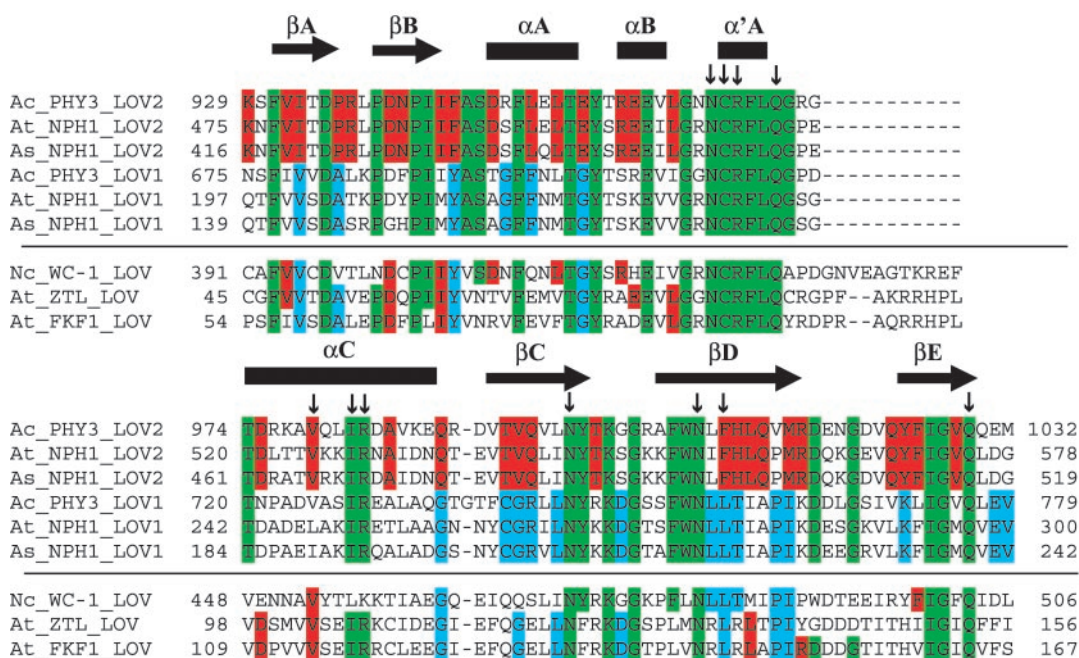 βA βB αA αB α'A
Ac_PHY3_LOV2 929 KSFVITDPRLPDNPIIFASDRFLELTEYTREEVLGNNCRFLQGRG------------
At_NPH1_LOV2 475 KNFVITDPRLPDNPIIFASDSFLELTEYSREEILGRNCRFLQGPE------------
As_NPH1_LOV2 416 KNFVITDPRLPDNPIIFASDSFLQLTEYSREEILGRNCRFLQGPE------------
Ac_PHY3_LOV1 675 NSFIVVDALKPDFPIIYASTGFFNLTGYTSREVIGGNCRFLQGPD------------
At_NPH1_LOV1 197 QTFVVSDATKPDYPIMYASAGFFNMTGYTSKEVVGRNCRFLQGSG------------
As_NPH1_LOV1 139 QTFVVSDASRPGHPIMYASAGFFNMTGYTSKEVVGRNCRFLQGSG------------
Nc_WC-1_LOV 391 CAFVVCDVTLNDCPIIYVSDNFQNLTGYSRHEIVGRNCRFLQAPDGNVEAGTKREF
At_ZTL_LOV 45 CGFVVTDAVEPDQPIIYVNTVFEMVTGYRAEEVLGGNCRFLQCRGPF--AKRRHPL
At_FKF1_LOV 54 PSFIVSDALEPDFPLIYVNRVFEVFTGYRADEVLGRNCRFLQYRDPR--AQRRHPL
αC βC βD βE
Ac_PHY3_LOV2 974 TDRKAVQLIRDAVKEQR-DVTVQVLNYTKGGRAFWNLFHLQVMRDENGDVQYFIGVQQEM 1032
At_NPH1_LOV2 520 TDLTTVKKIRNAIDNQT-EVTVQLINYTKSGKKFWNIFHLQPMRDQKGEVQYFIGVQLDG 578
As_NPH1_LOV2 461 TDRATVRKIRDAIDNQT-EVTVQLINYTKSGKKFWNLFHLQPMRDQKGDVQYFIGVQLDG 519
Ac_PHY3_LOV1 720 TNPADVASIREALAQGTGTFCGRLLNYRKDGSSFWNLLTIAPIKDDLGSIVKLIGVQLEV 779
At_NPH1_LOV1 242 TDADELAKIRETLAAGN-NYCGRILNYKKDGTSFWNLLTIAPIKDESGKVLKFIGMQVEV 300
As_NPH1_LOV1 184 TDPAEIAKIRQALADGS-NYCGRVLNYKKDGTAFWNLLTIAPIKDEEGRVLKFIGMQVEV 242
Nc_WC-1_LOV 448 VENNAVYTLKKTIAEGQ-EIQQSLINYRKGGKPFLNLLTMIPIPWDTEEIRYFIGFQIDL 506
At_ZTL_LOV 98 VDSMVVSEIRKCIDEGI-EFQGELLNFRKDGSPLMNRLRLTPIYGDDDTITHIIGIQFFI 156
At_FKF1_LOV 109 VDPVVVSEIRRCLEEGI-EFQGELLNFRKDGTPLVNRLRLAPIRDDDGTITHVIGIQVFS 167